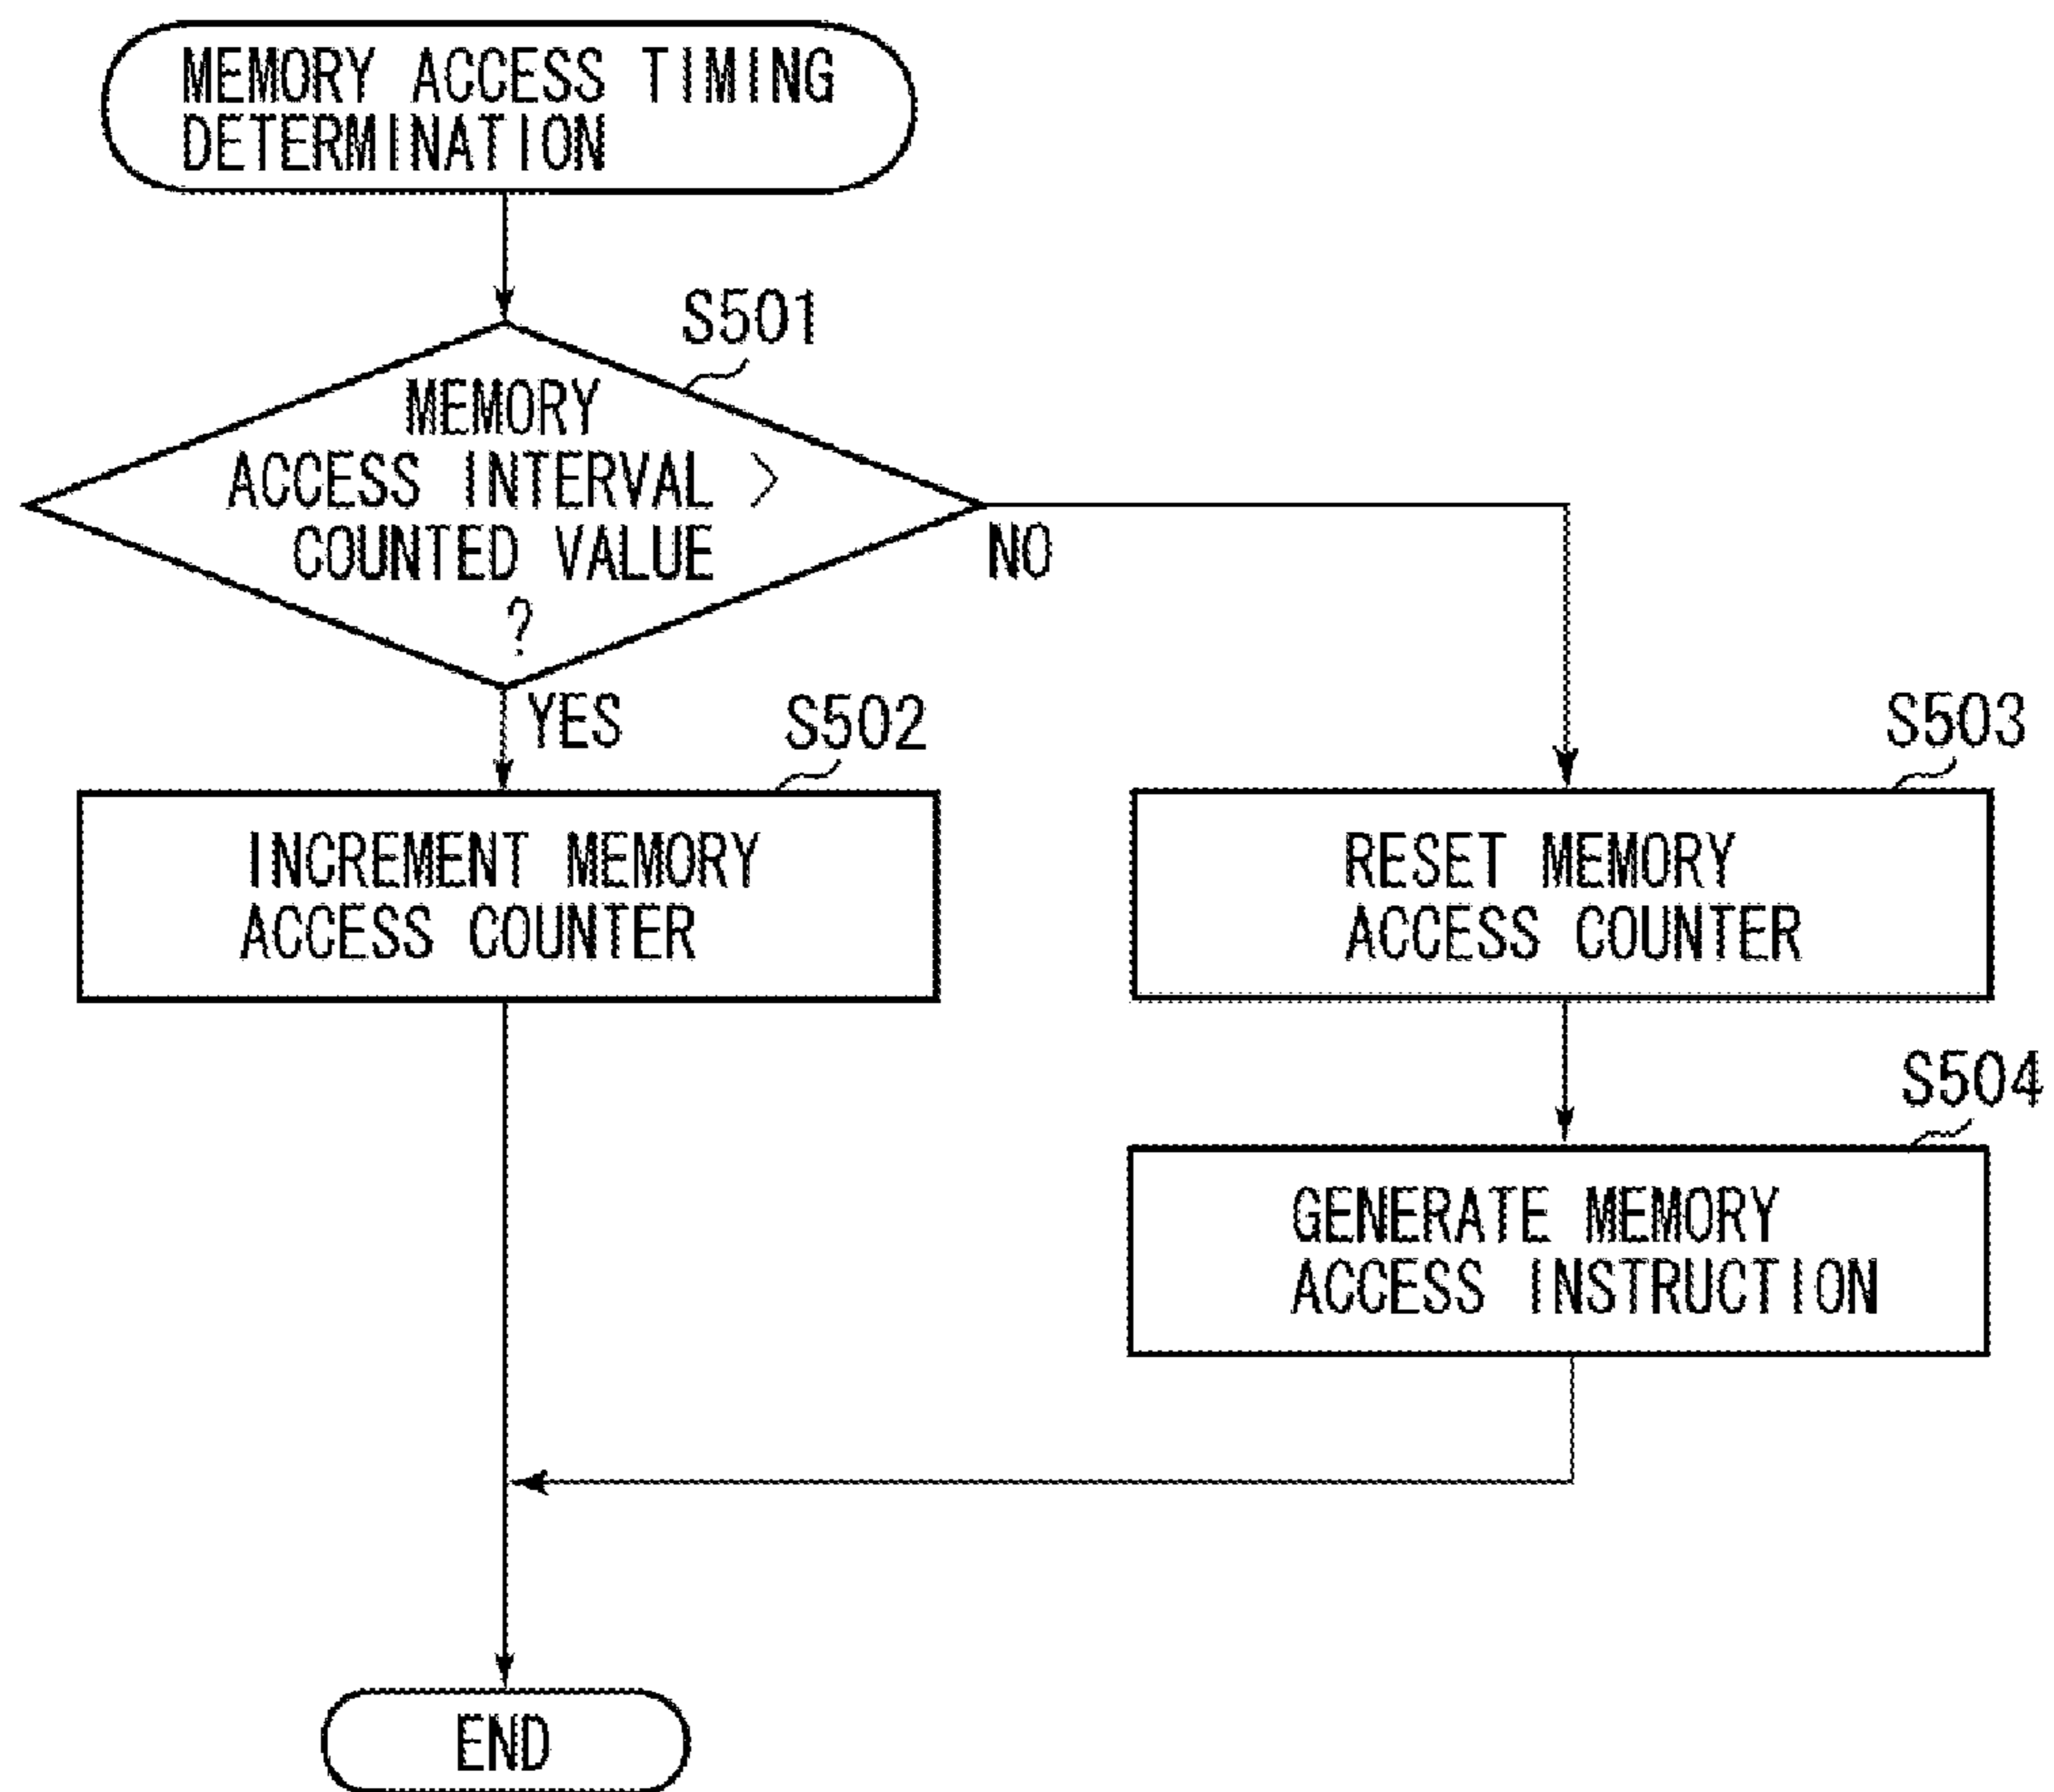 MEMORY ACCESS TIMING
DETERMINATION
S501
MEMORY
ACCESS INTERVAL >
COUNTED VALUE
?
NO
YES
S502
INCREMENT MEMORY
ACCESS COUNTER
S503
RESET MEMORY
ACCESS COUNTER
S504
GENERATE MEMORY
ACCESS INSTRUCTION
END